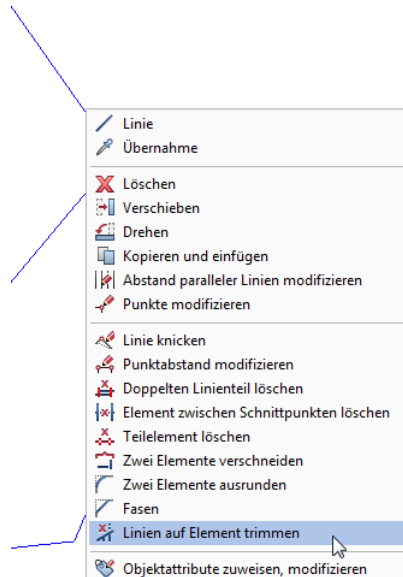 Linie
Übernahme
Löschen
Verschieben
Drehen
Kopieren und einfügen
Abstand paralleler Linien modifizieren
Punkte modifizieren
Linie knicken
Punktabstand modifizieren
Doppelten Linienteil löschen
Element zwischen Schnittpunkten löschen
Teilelement löschen
Zwei Elemente verschneiden
Zwei Elemente ausrunden
Fasen
Linien auf Element trimmen
Objektattribute zuweisen, modifizieren